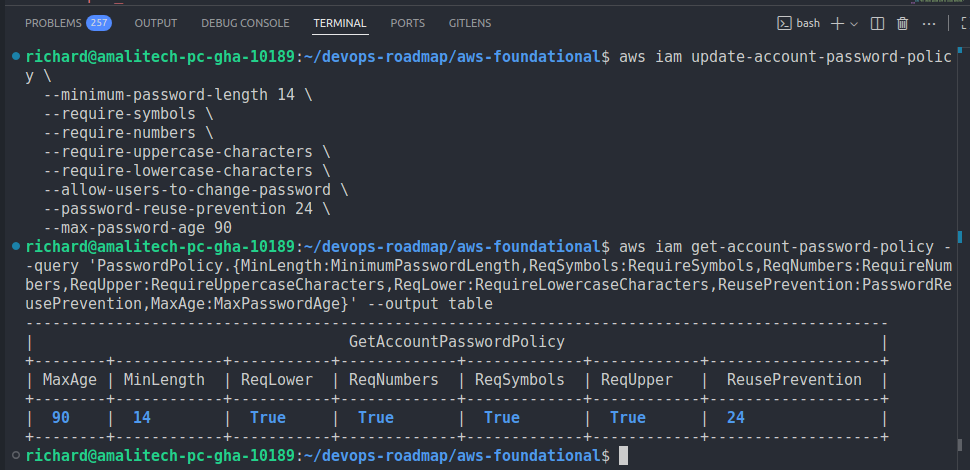 PROBLEMS 257 OUTPUT DEBUG CONSOLE TERMINAL PORTS GITLENS bash
richard@amalitech-pc-gha-10189:~/devops-roadmap/aws-foundational$ aws iam update-account-password-polic
y \
  --minimum-password-length 14 \
  --require-symbols \
  --require-numbers \
  --require-uppercase-characters \
  --require-lowercase-characters \
  --allow-users-to-change-password \
  --password-reuse-prevention 24 \
  --max-password-age 90
richard@amalitech-pc-gha-10189:~/devops-roadmap/aws-foundational$ aws iam get-account-password-policy -
-query 'PasswordPolicy.{MinLength:MinimumPasswordLength,ReqSymbols:RequireSymbols,ReqNumbers:RequireNum
bers,ReqUpper:RequireUppercaseCharacters,ReqLower:RequireLowercaseCharacters,ReusePrevention:PasswordRe
usePrevention,MaxAge:MaxPasswordAge}' --output table
------------------------------------------------------------------------------------------------
|                                   GetAccountPasswordPolicy                                   |
+--------+------------+-----------+-------------+-------------+-----------+-------------------+
| MaxAge | MinLength  | ReqLower  | ReqNumbers  | ReqSymbols  | ReqUpper  |  ReusePrevention  |
+--------+------------+-----------+-------------+-------------+-----------+-------------------+
|  90    |  14        |  True     |  True       |  True       |  True     |  24               |
+--------+------------+-----------+-------------+-------------+-----------+-------------------+
richard@amalitech-pc-gha-10189:~/devops-roadmap/aws-foundational$